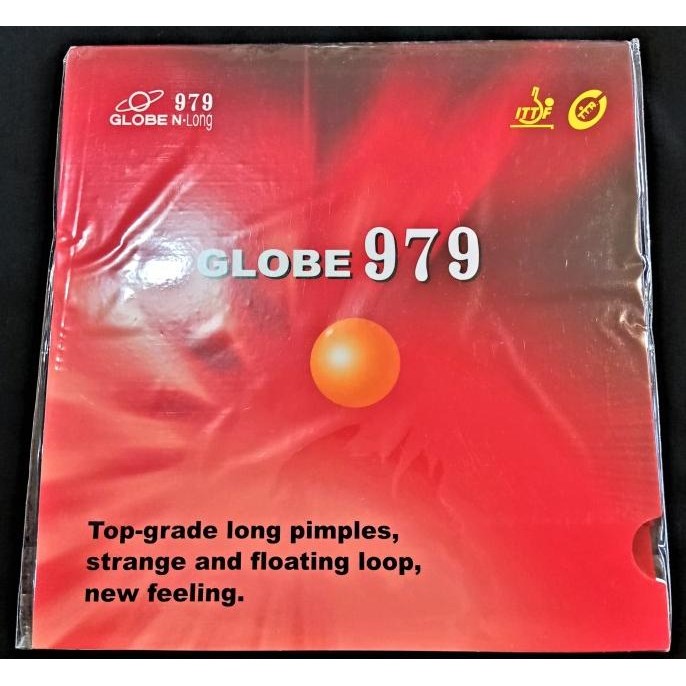 979
GLOBE N-Long
ITTF
GLOBE 979
Top-grade long pimples,
strange and floating loop,
new feeling.